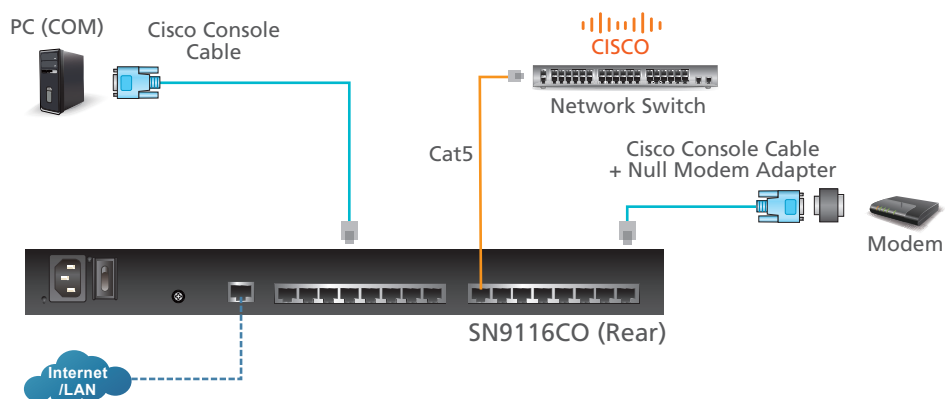 PC (COM)
Cisco Console
Cable
CISCO
Network Switch
Cat5
Cisco Console Cable
+ Null Modem Adapter
Modem
SN9116CO (Rear)
Internet
/LAN